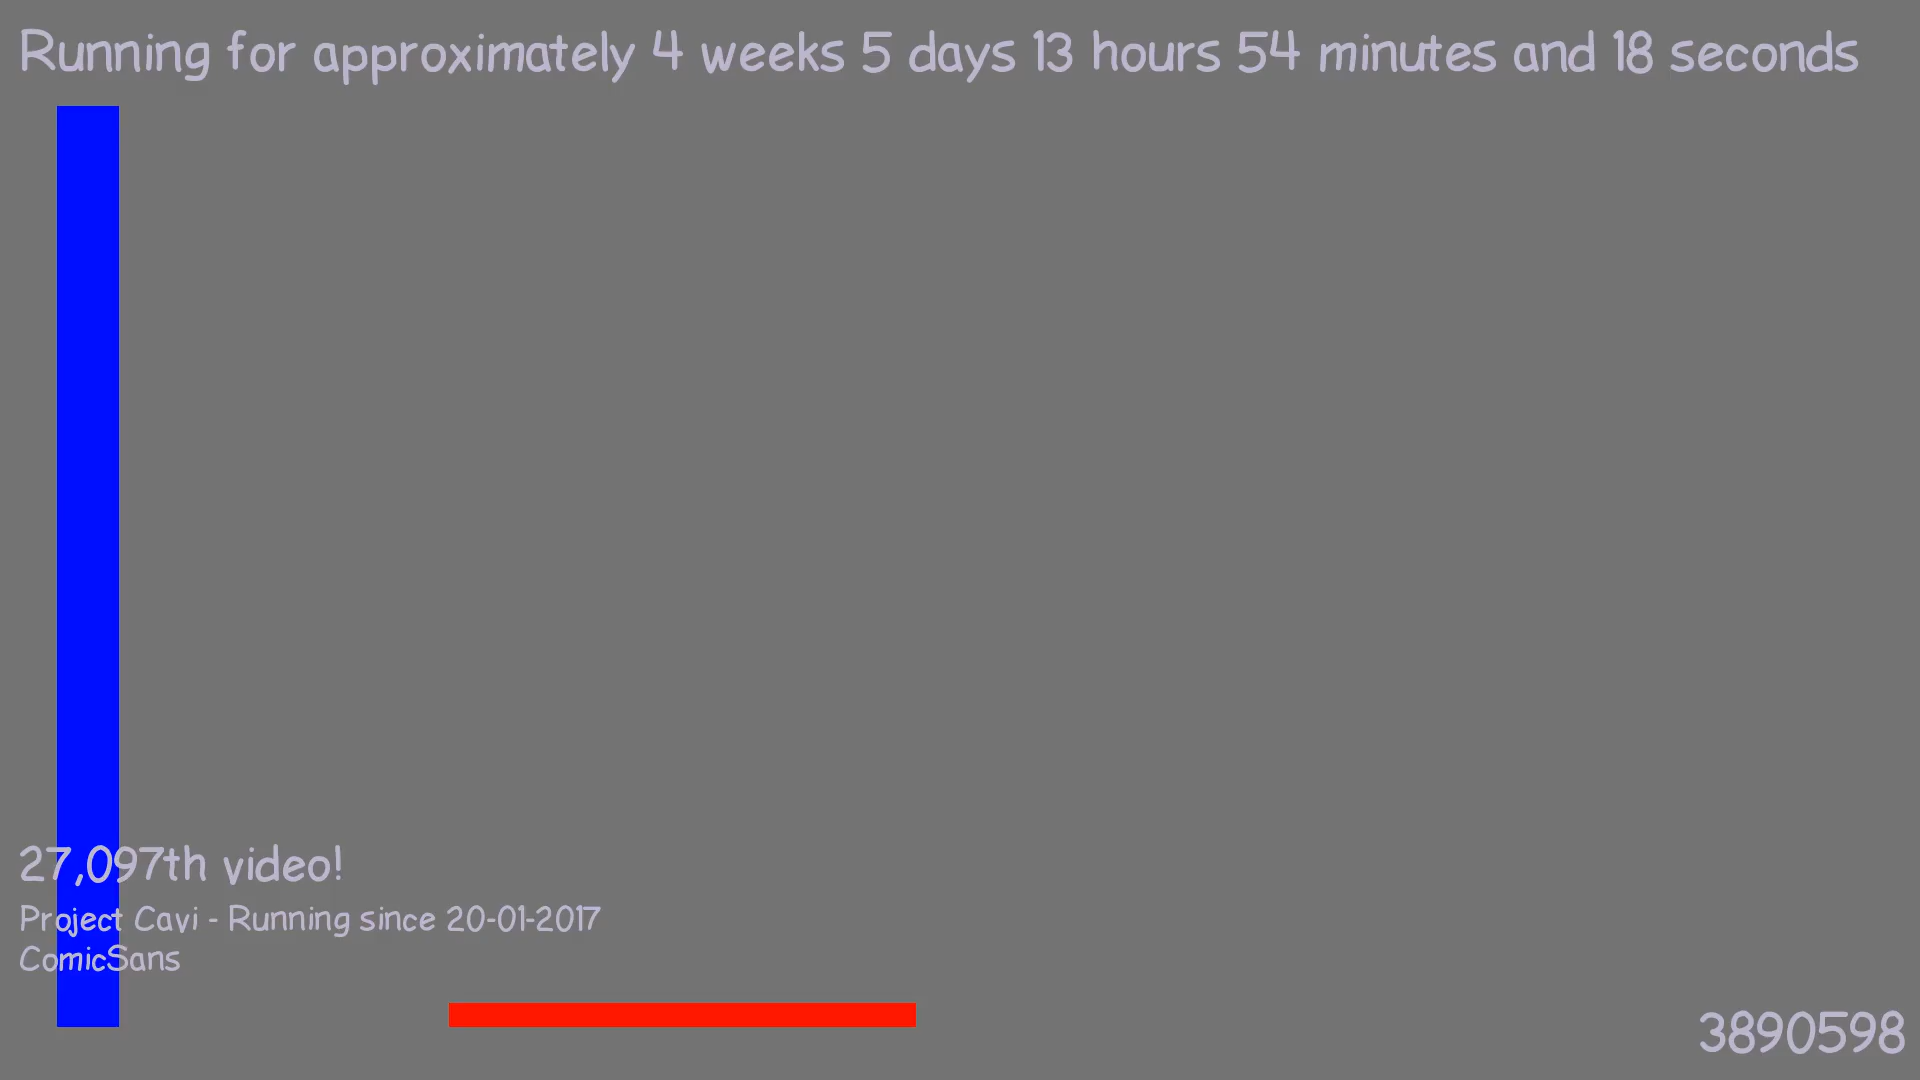 Running for approximately 4 weeks 5 days 13 hours 54 minutes and 18 seconds
27,097th video!
Project Cavi - Running since 20-01-2017
ComicSans
3890598